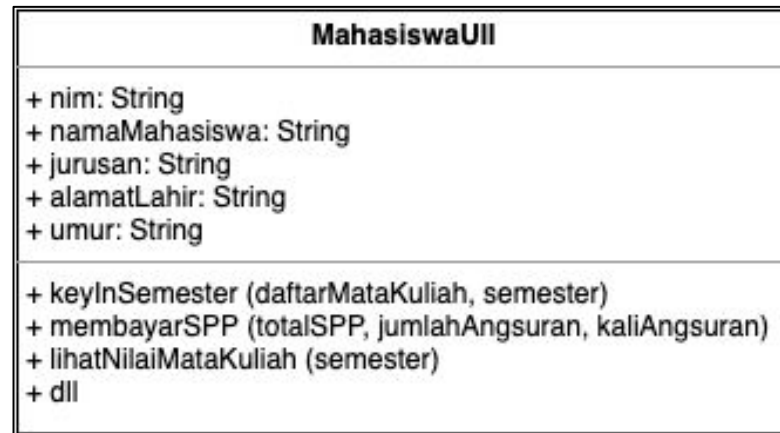 MahasiswaUII
+ nim: String
+ namaMahasiswa: String
+ jurusan: String
+ alamatLahir: String
+ umur: String
+ keyInSemester (daftarMataKuliah, semester)
+ membayarSPP (totalSPP, jumlahAngsuran, kaliAngsuran)
+ lihatNilaiMataKuliah (semester)
+ dll